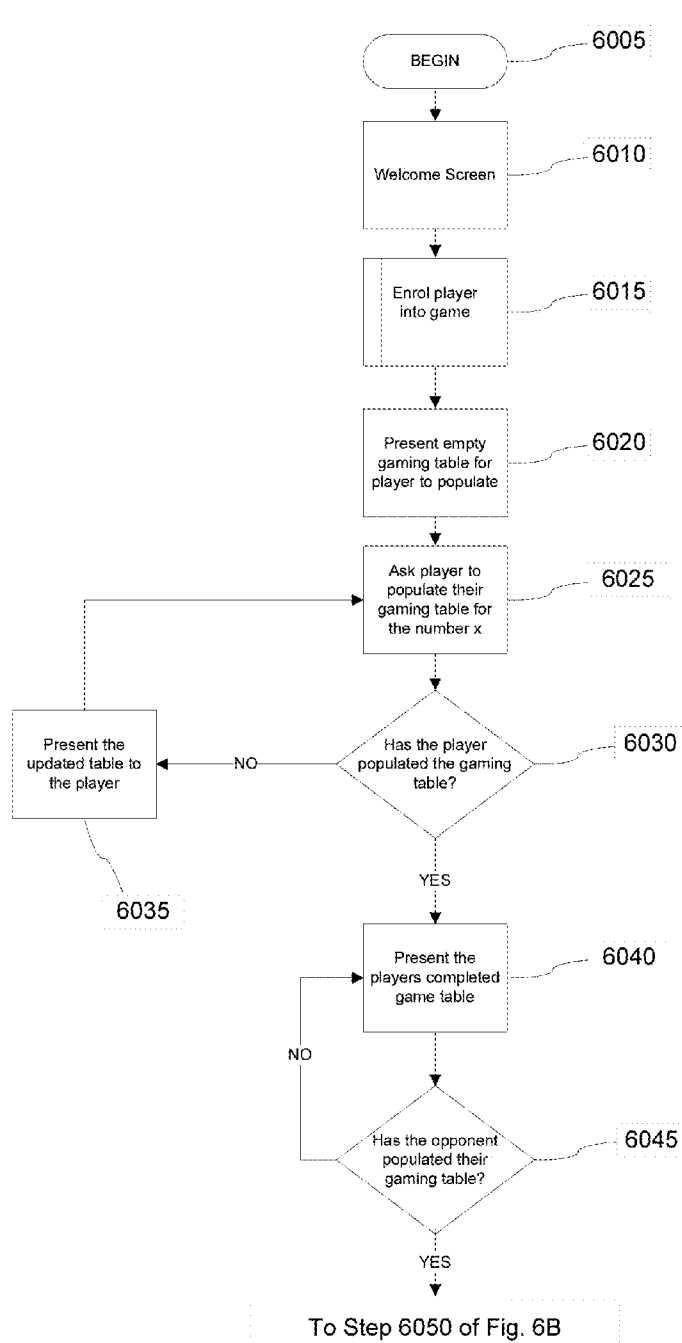 BEGIN
6005
Welcome Screen
6010
Enrol player
into game
6015
Present empty
gaming table for
player to populate
6020
Ask player to
populate their
gaming table for
the number x
6025
Has the player
populated the gaming
table?
6030
NO
Present the
updated table to
the player
6035
YES
Present the
players completed
game table
6040
NO
Has the opponent
populated their
gaming table?
6045
YES
To Step 6050 of Fig. 6B